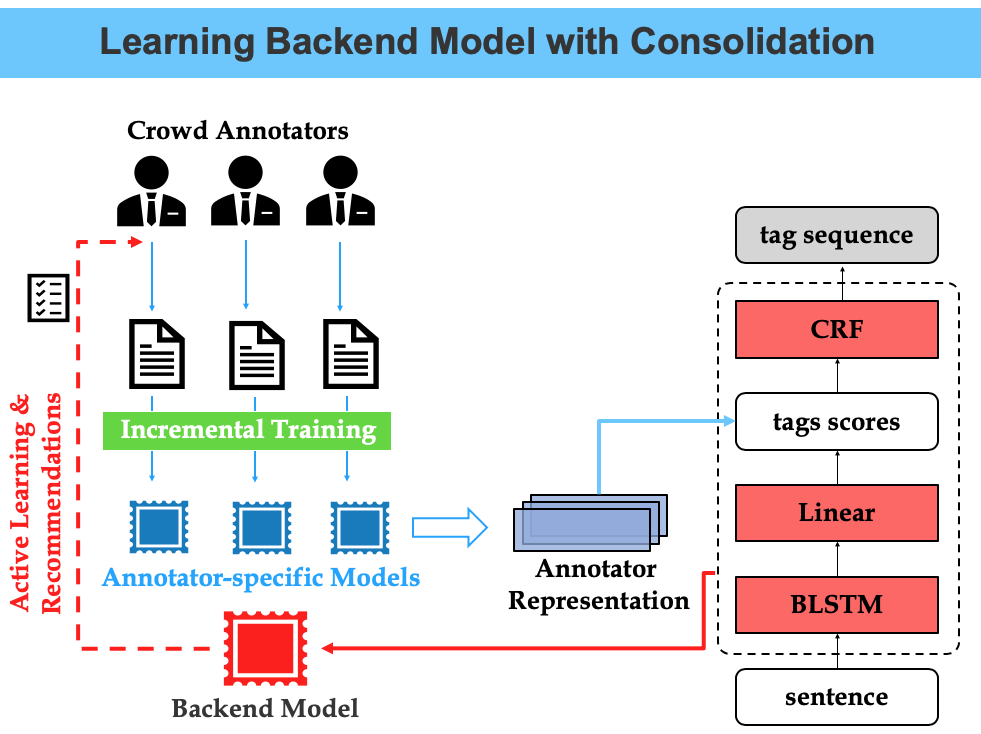 Learning Backend Model with Consolidation
Crowd Annotators
Incremental Training
Annotator-specific Models
Active Learning &
Recommendations
Backend Model
Annotator
Representation
tag sequence
CRF
tags scores
Linear
BLSTM
sentence